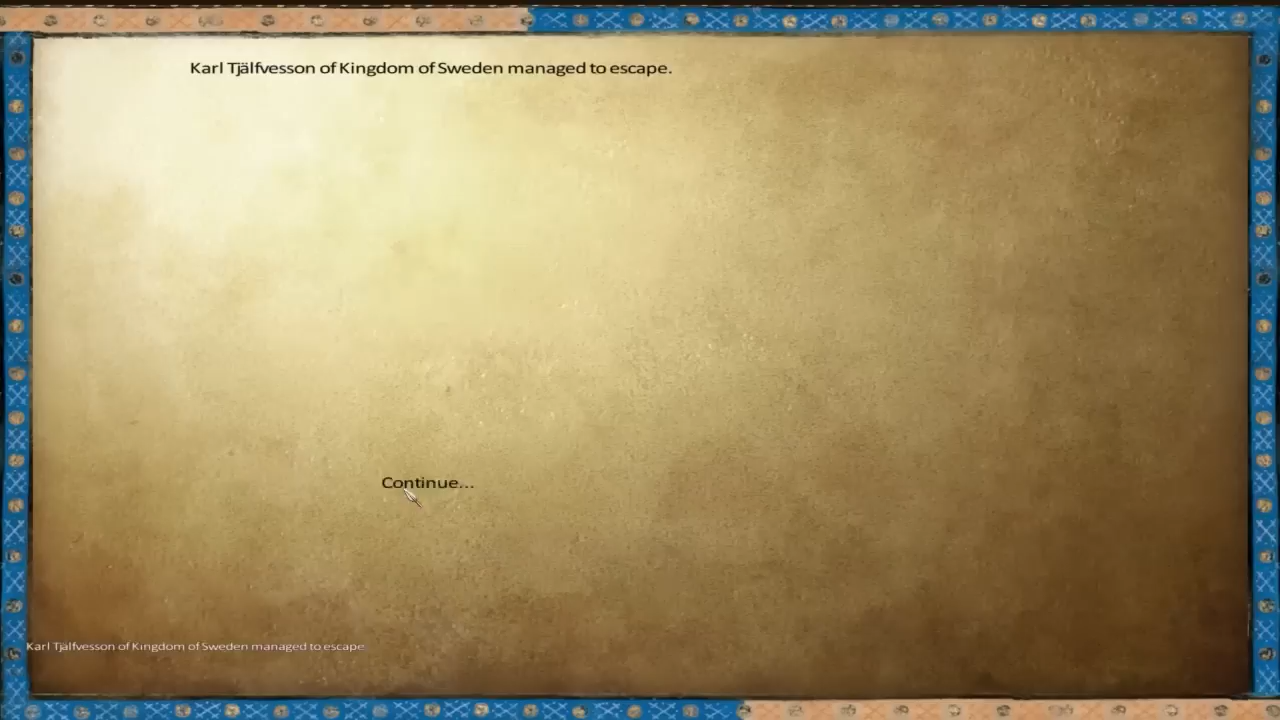 Karl Tjälfvesson of Kingdom of Sweden managed to escape.
Continue...
Karl Tjälfvesson of Kingdom of Sweden managed to escape.